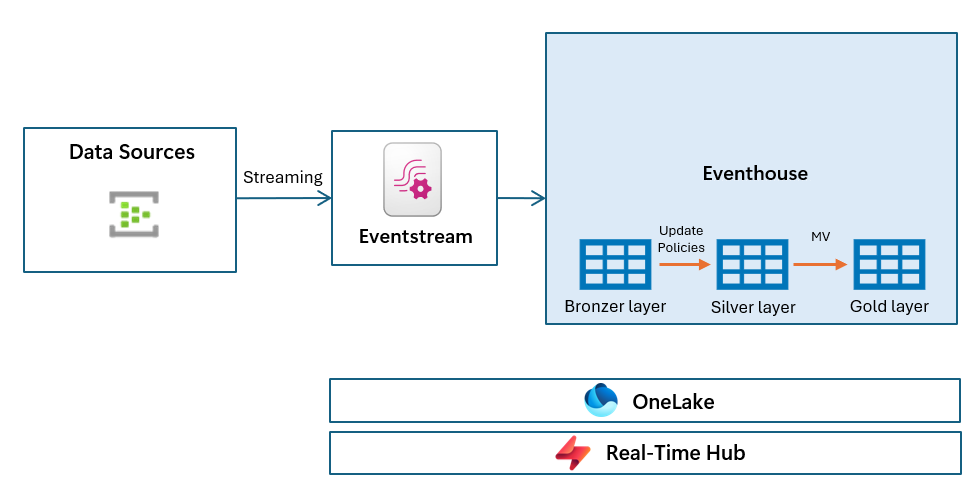 Data Sources
Streaming
Eventstream
Eventhouse
Update
Policies
MV
Bronzer layer
Silver layer
Gold layer
OneLake
Real-Time Hub